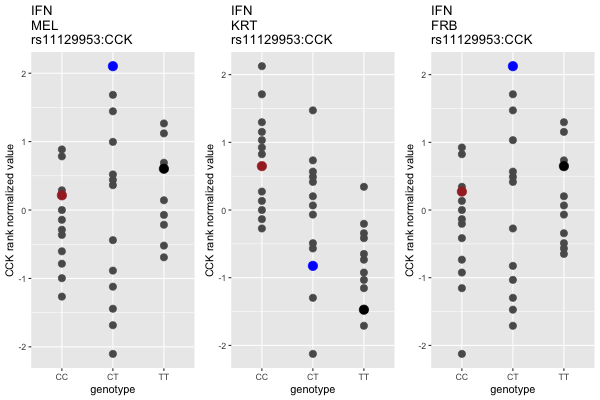 IFN
MEL
rs11129953:CCK
CCK rank normalized value
2
1
0
-1
-2
CC
CT
TT
genotype
IFN
KRT
rs11129953:CCK
CCK rank normalized value
2
1
0
-1
-2
CC
CT
TT
genotype
IFN
FRB
rs11129953:CCK
CCK rank normalized value
2
1
0
-1
-2
CC
CT
TT
genotype